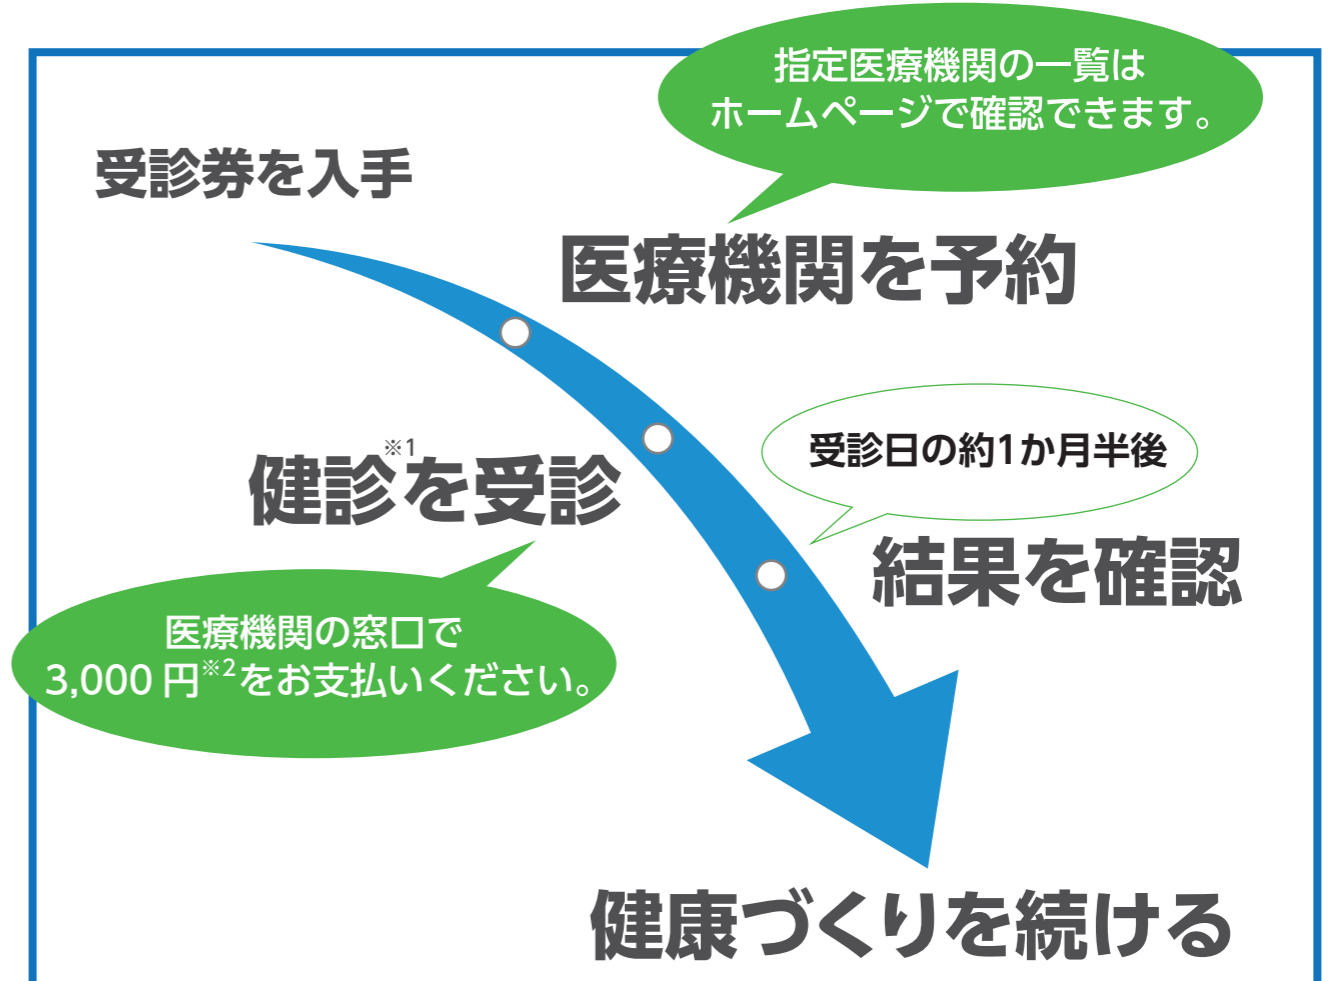 指定医療機関の一覧は
ホームページで確認できます。
受診券を入手
医療機関を予約
健診※1を受診
受診日の約1か月半後
結果を確認
医療機関の窓口で
3,000 円※2をお支払いください。
健康づくりを続ける